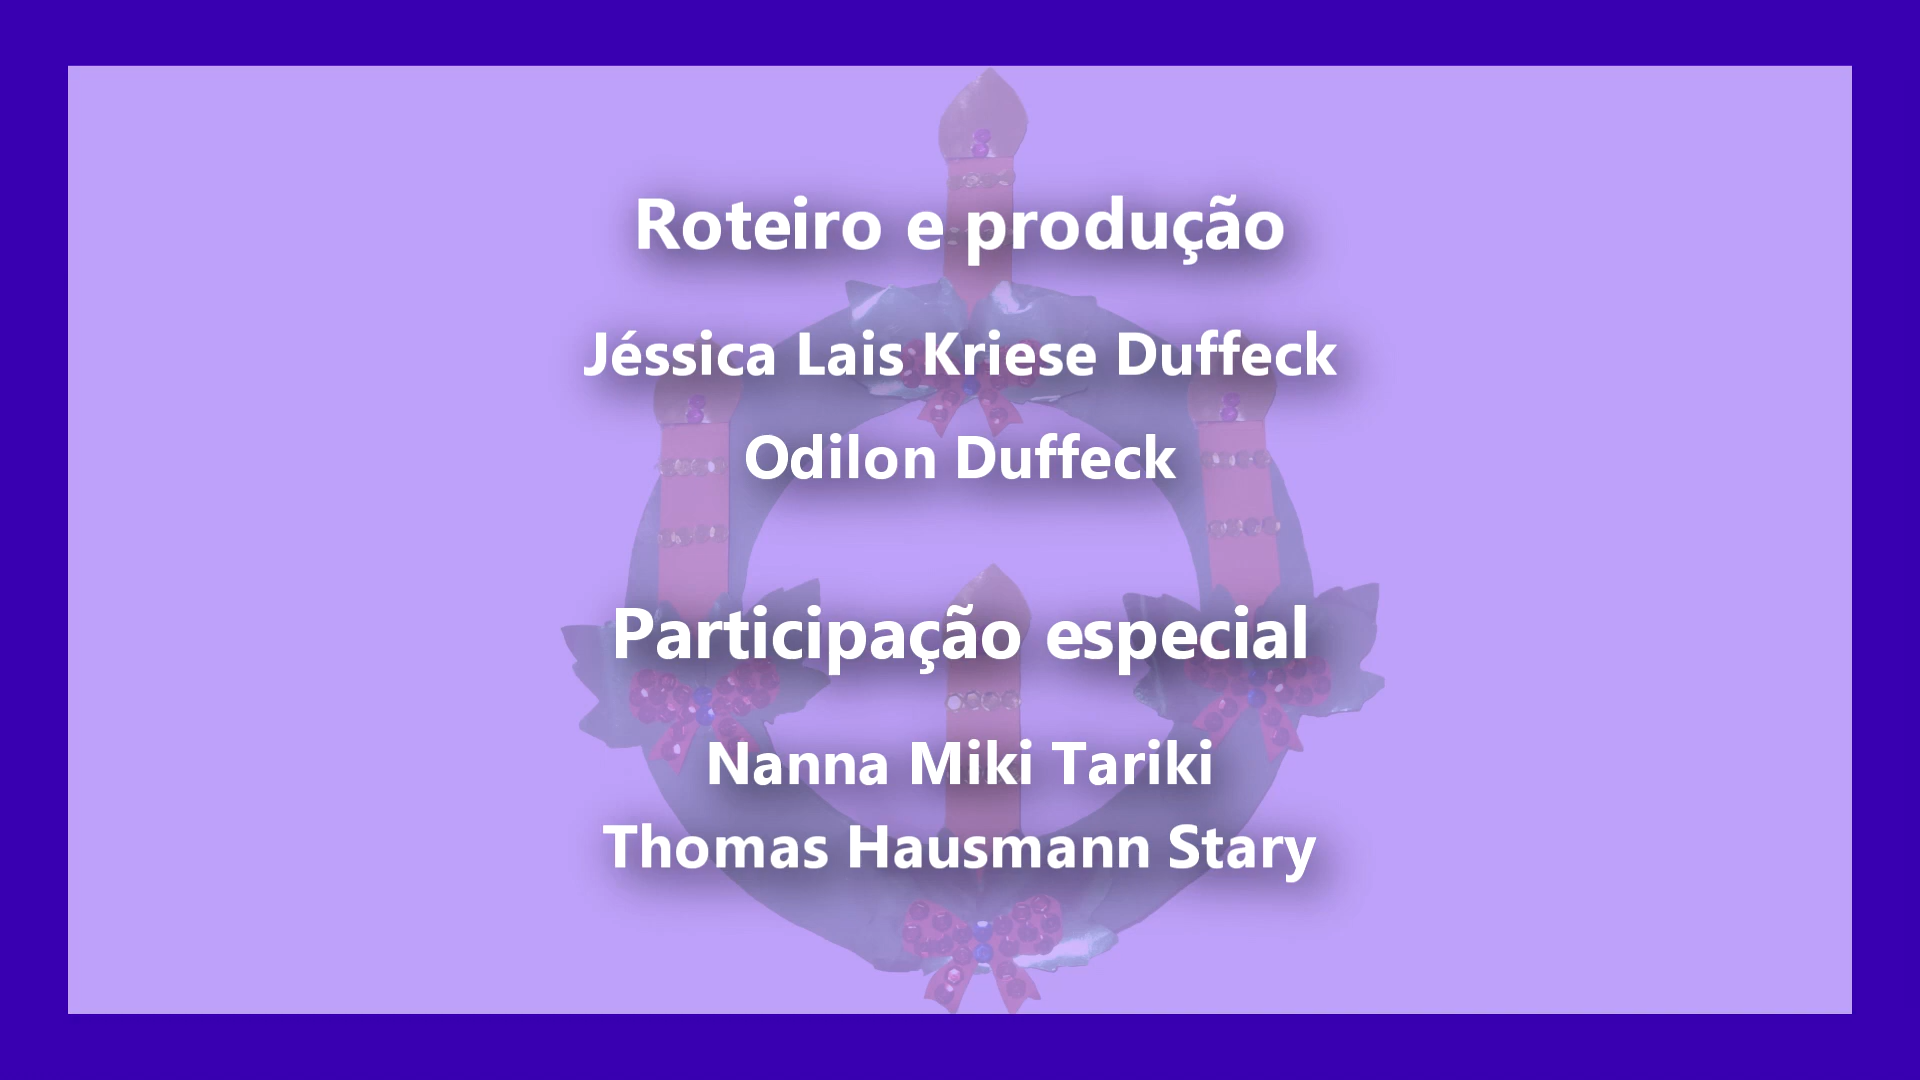 Roteiro e produção
Jéssica Lais Kriese Duffeck
Odilon Duffeck
Participação especial
Nanna Miki Tariki
Thomas Hausmann Stary